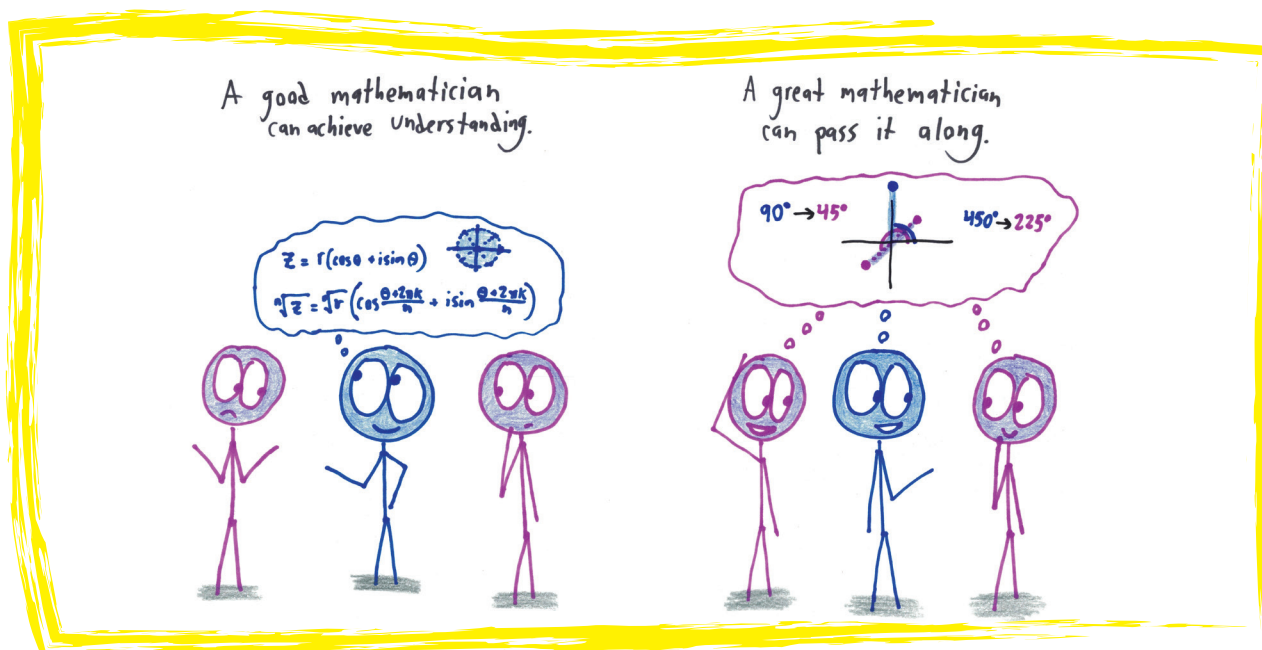 A good mathematician
can achieve understanding.
z = r(cosθ + isinθ)
ⁿ√z = ⁿ√r (cos θ+2πk/n + isin θ+2πk/n)
A great mathematician
can pass it along.
90° → 45°
450° → 225°